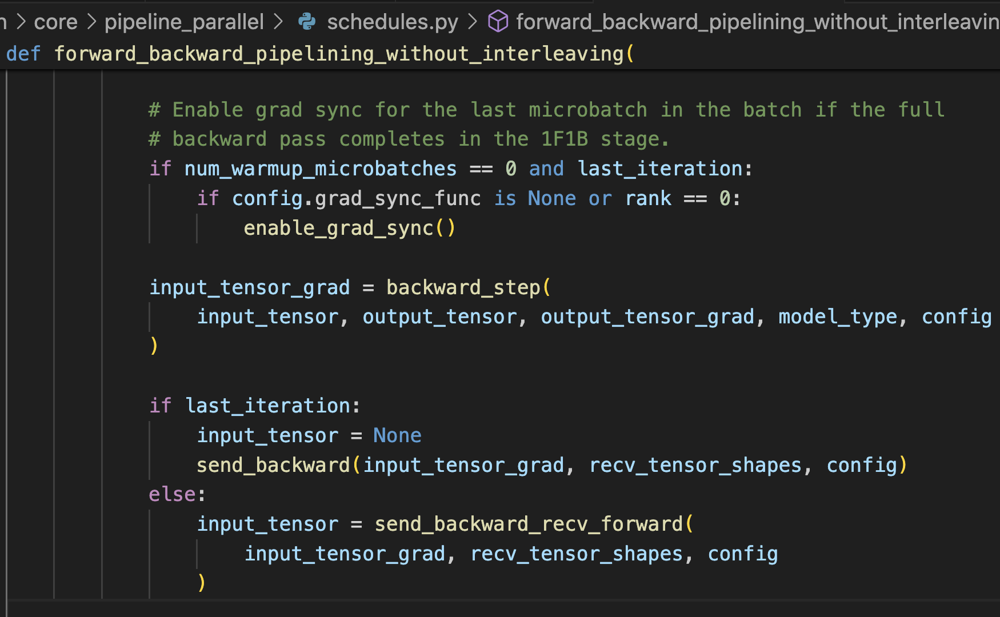 core > pipeline_parallel > schedules.py > forward_backward_pipelining_without_interleavin
def forward_backward_pipelining_without_interleaving(
# Enable grad sync for the last microbatch in the batch if the full
# backward pass completes in the 1F1B stage.
if num_warmup_microbatches == 0 and last_iteration:
if config.grad_sync_func is None or rank == 0:
enable_grad_sync()
input_tensor_grad = backward_step(
input_tensor, output_tensor, output_tensor_grad, model_type, config
)
if last_iteration:
input_tensor = None
send_backward(input_tensor_grad, recv_tensor_shapes, config)
else:
input_tensor = send_backward_recv_forward(
input_tensor_grad, recv_tensor_shapes, config
)